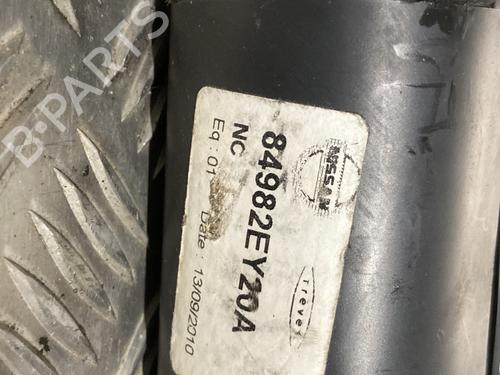 B-PARTS
NISSAN
84982EY20A
NC
Treves
Eq : 01
Date : 13/09/2010